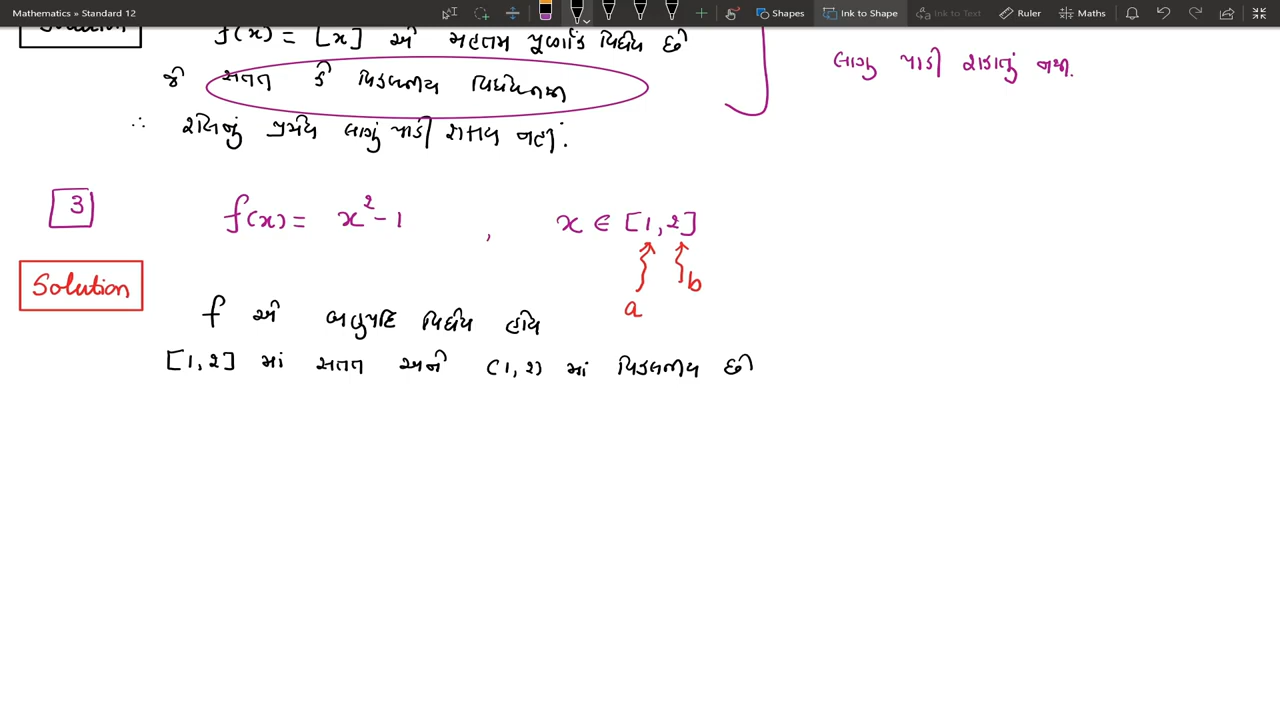 Mathematics » Standard 12
Shapes Ink to Shape Ink to Text Ruler Maths
Solution
f(x) = [x] એ મહત્તમ પૂર્ણાંક વિધેય છે
જે સતત કે વિકલનીય વિધેય નથી
∴ રોલનું પ્રમેય લાગુ પાડી શકાય નહીં.
લાગુ પાડી શકાતું નથી.
3 f(x) = x² - 1 , x ∈ [1, 2]
a b
Solution
f એ બહુપદી વિધેય હોય
[1, 2] માં સતત અને (1, 2) માં વિકલનીય છે